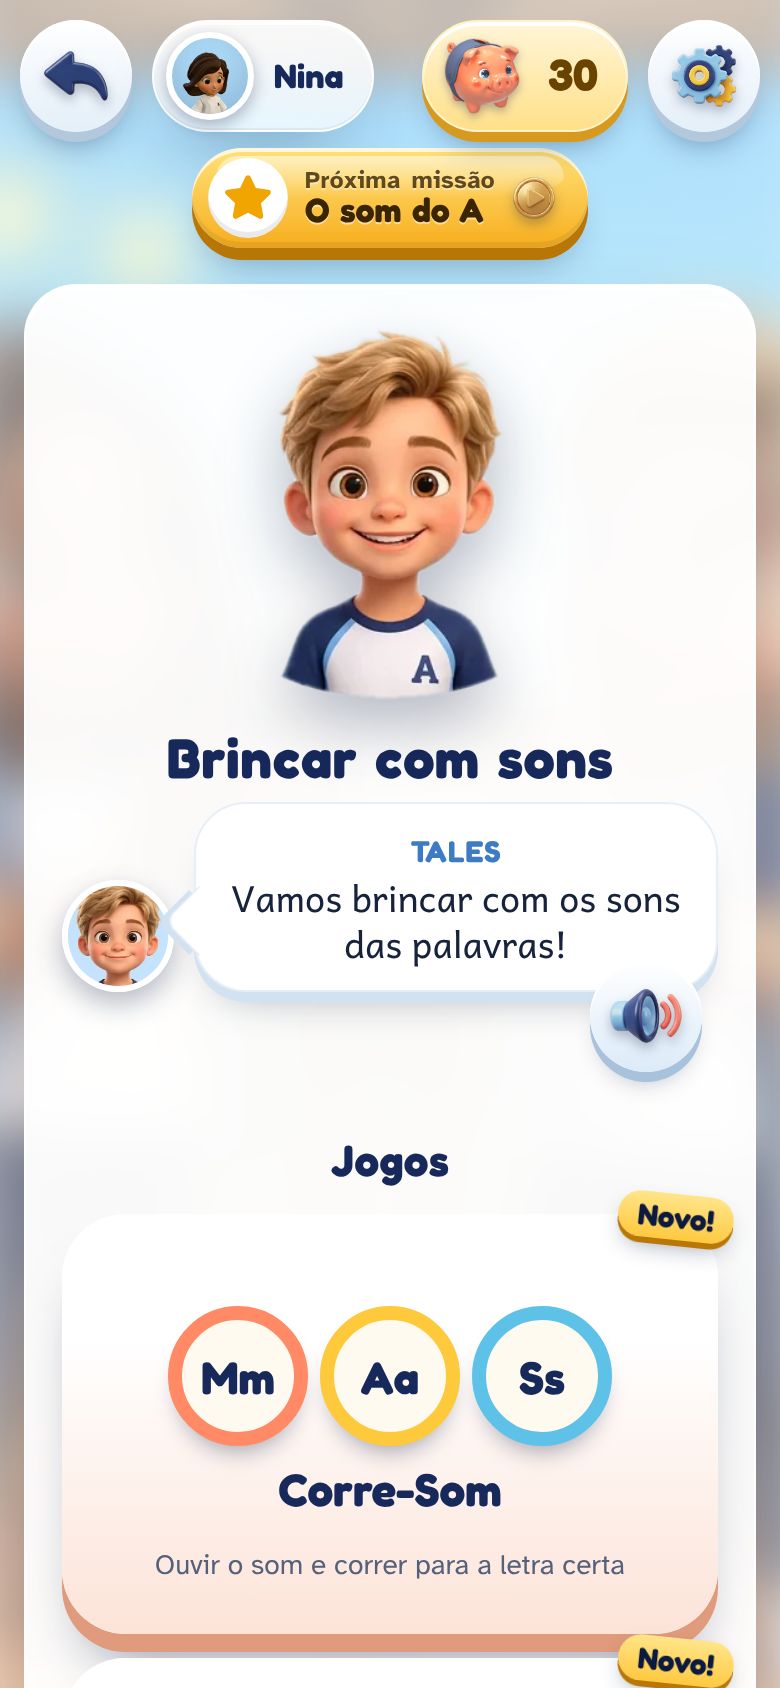 Nina
30
Próxima missão
O som do A
A
Brincar com sons
TALES
Vamos brincar com os sons
das palavras!
Jogos
Novo!
Mm Aa Ss
Corre-Som
Ouvir o som e correr para a letra certa
Novo!